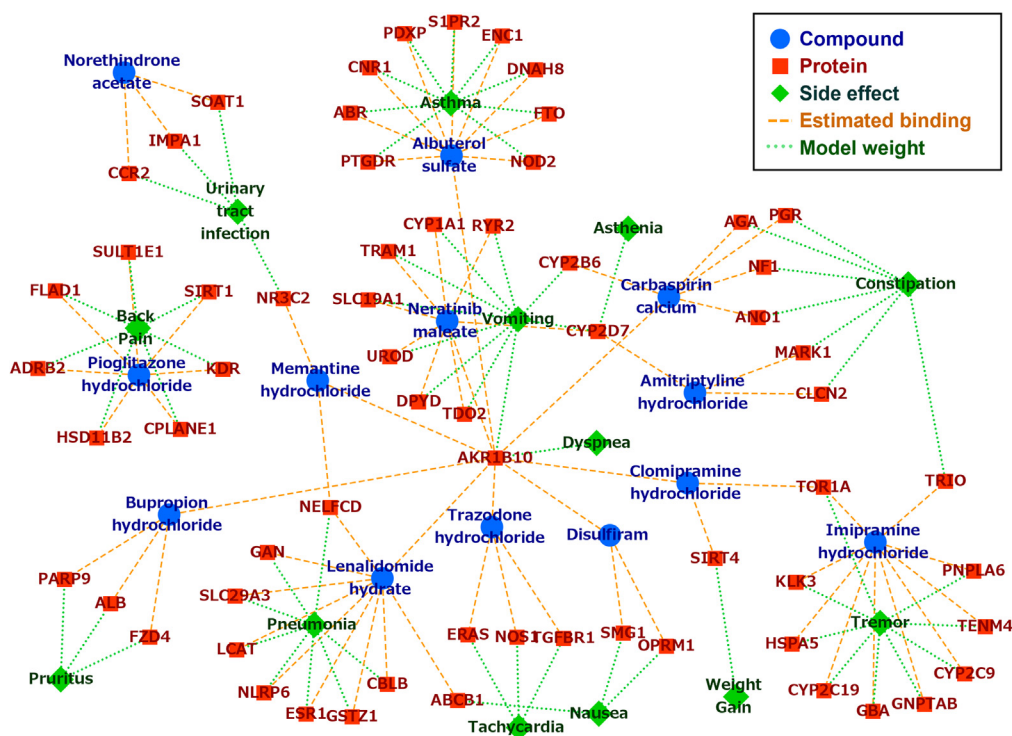 S1PR2
PDXP
ENC1
Compound
Norethindrone
acetate
CNR1
DNAH8
Protein
SOAT1
Asthma
Side effect
ABR
FTO
Estimated binding
IMPA1
Albuterol
sulfate
Model weight
CCR2
PTGDR
NOD2
Urinary
tract
infection
CYP1A1
RYR2
Asthenia
AGA
PGR
SULT1E1
TRAM1
CYP2B6
FLAD1
SIRT1
NR3C2
SLC19A1
Neratinib
maleate
Vomiting
Carbaspirin
calcium
NF1
Constipation
Back
Pain
CYP2D7
ANO1
ADRB2
Pioglitazone
hydrochloride
KDR
Memantine
hydrochloride
UROD
MARK1
Amitriptyline
hydrochloride
CLCN2
DPYD
TDO2
HSD11B2
CPLANE1
AKR1B10
Dyspnea
Clomipramine
hydrochloride
TOR1A
TRIO
Bupropion
hydrochloride
NELFCD
Trazodone
hydrochloride
Disulfiram
Imipramine
hydrochloride
GAN
SIRT4
PARP9
Lenalidomide
hydrate
KLK3
PNPLA6
ALB
SLC29A3
FZD4
Pneumonia
ERAS
NOS1
TGFBR1
SMG1
OPRM1
Tremor
TENM4
LCAT
HSPA5
Pruritus
NLRP6
CBLB
ABCB1
Weight
Gain
CYP2C19
CYP2C9
ESR1
GSTZ1
Tachycardia
Nausea
GBA
GNPTAB